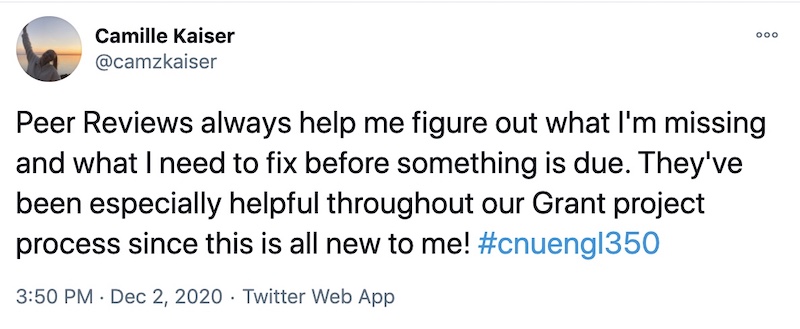 Camille Kaiser
@camzkaiser
Peer Reviews always help me figure out what I'm missing
and what I need to fix before something is due. They've
been especially helpful throughout our Grant project
process since this is all new to me! #cnuengl350
3:50 PM · Dec 2, 2020 · Twitter Web App